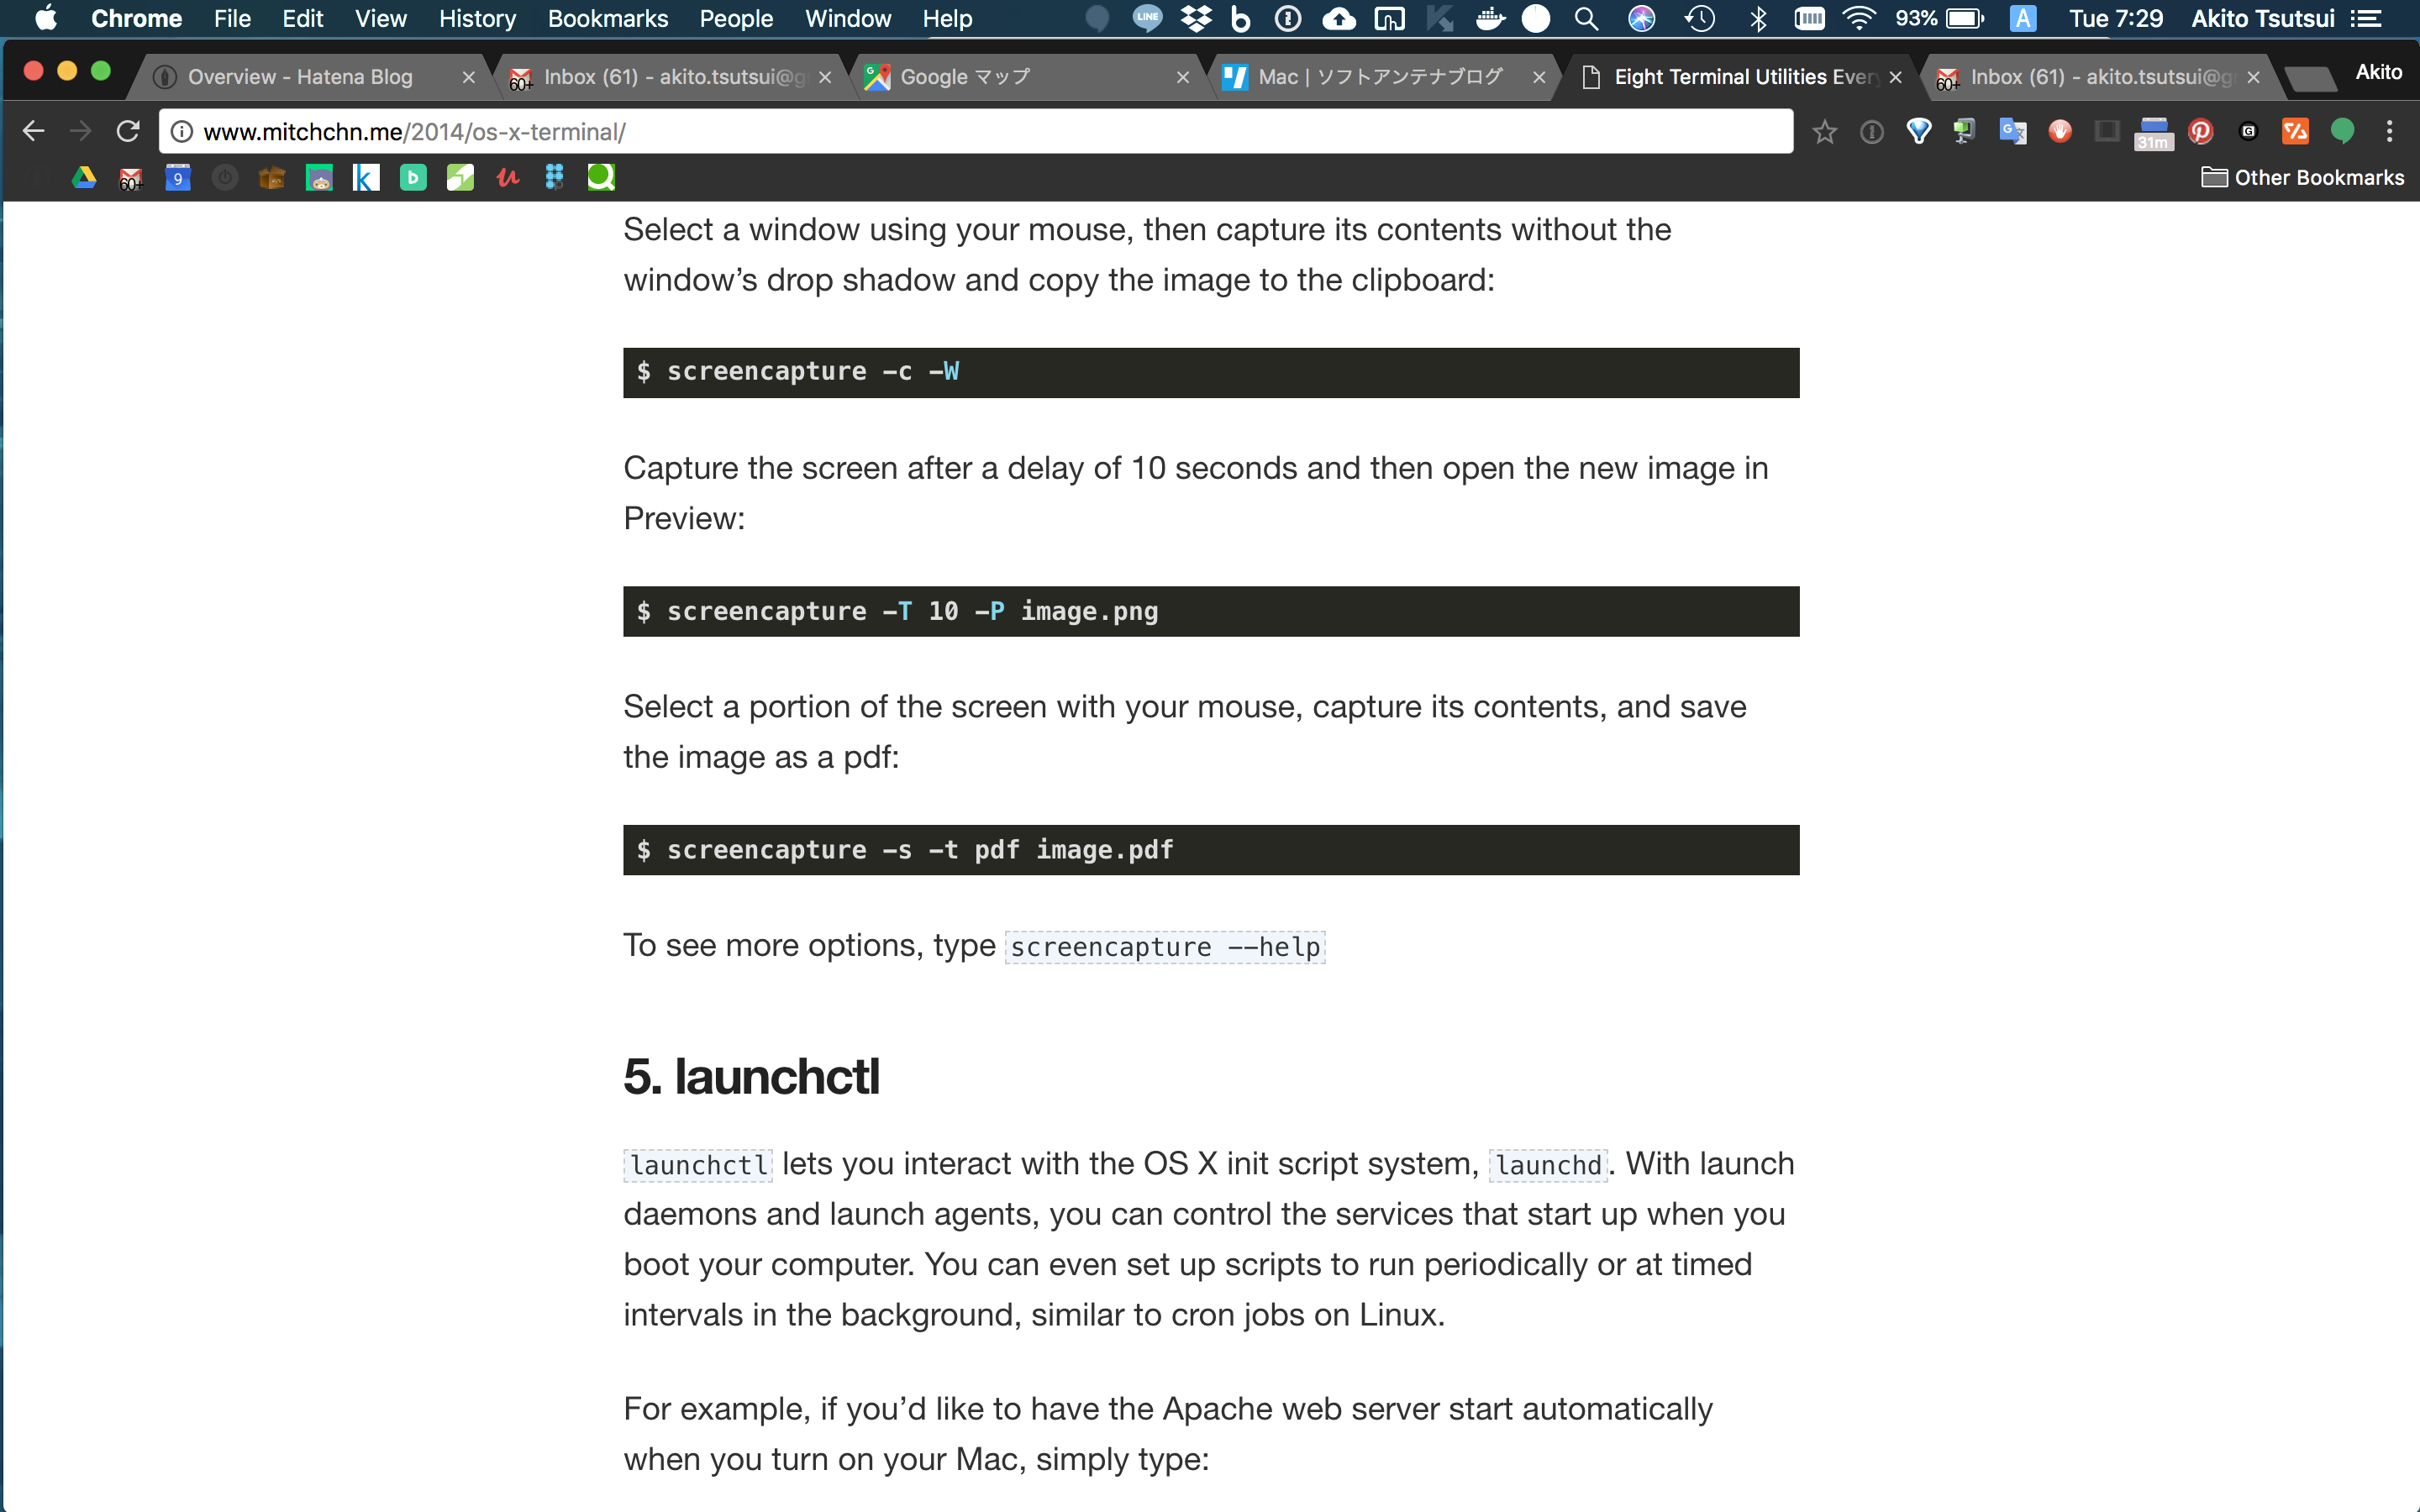 Chrome File Edit View History Bookmarks People Window Help LINE 93% A Tue 7:29 Akito Tsutsui
Overview - Hatena Blog Inbox (61) - akito.tsutsui@g Google マップ Mac | ソフトアンテナブログ Eight Terminal Utilities Ever Inbox (61) - akito.tsutsui@g Akito
www.mitchchn.me/2014/os-x-terminal/ 31m
60+ 9 k b Other Bookmarks
Select a window using your mouse, then capture its contents without the
window’s drop shadow and copy the image to the clipboard:
$ screencapture -c -W
Capture the screen after a delay of 10 seconds and then open the new image in
Preview:
$ screencapture -T 10 -P image.png
Select a portion of the screen with your mouse, capture its contents, and save
the image as a pdf:
$ screencapture -s -t pdf image.pdf
To see more options, type screencapture --help
5. launchctl
launchctl lets you interact with the OS X init script system, launchd. With launch
daemons and launch agents, you can control the services that start up when you
boot your computer. You can even set up scripts to run periodically or at timed
intervals in the background, similar to cron jobs on Linux.
For example, if you’d like to have the Apache web server start automatically
when you turn on your Mac, simply type: